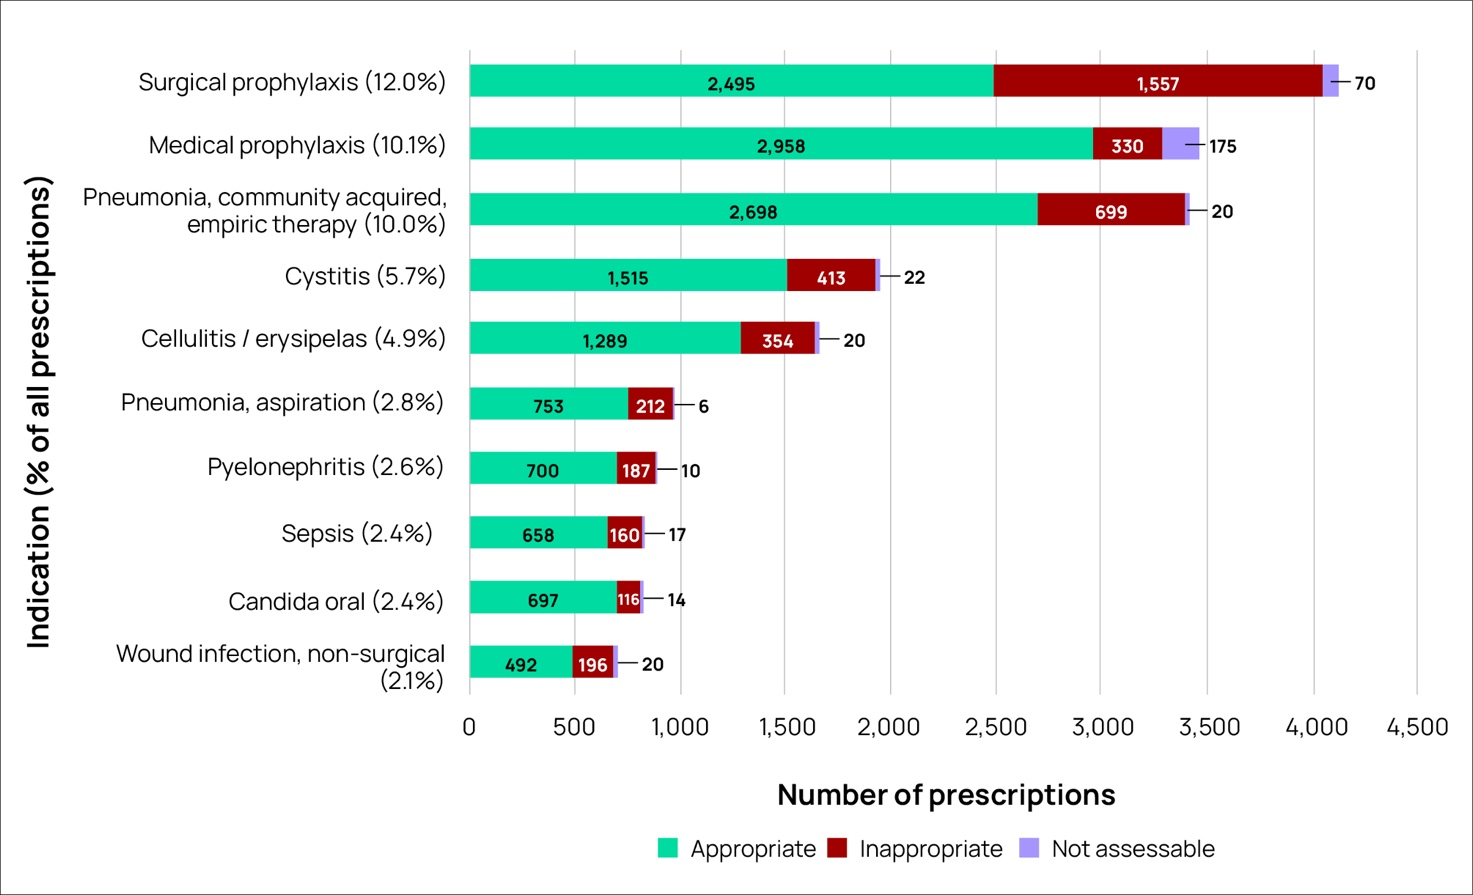 Indication (% of all prescriptions)
Surgical prophylaxis (12.0%)
2,495
1,557
70
Medical prophylaxis (10.1%)
2,958
330
175
Pneumonia, community acquired,
empiric therapy (10.0%)
2,698
699
20
Cystitis (5.7%)
1,515
413
22
Cellulitis / erysipelas (4.9%)
1,289
354
20
Pneumonia, aspiration (2.8%)
753
212
6
Pyelonephritis (2.6%)
700
187
10
Sepsis (2.4%)
658
160
17
Candida oral (2.4%)
697
116
14
Wound infection, non-surgical
(2.1%)
492
196
20
0 500 1,000 1,500 2,000 2,500 3,000 3,500 4,000 4,500
Number of prescriptions
Appropriate Inappropriate Not assessable